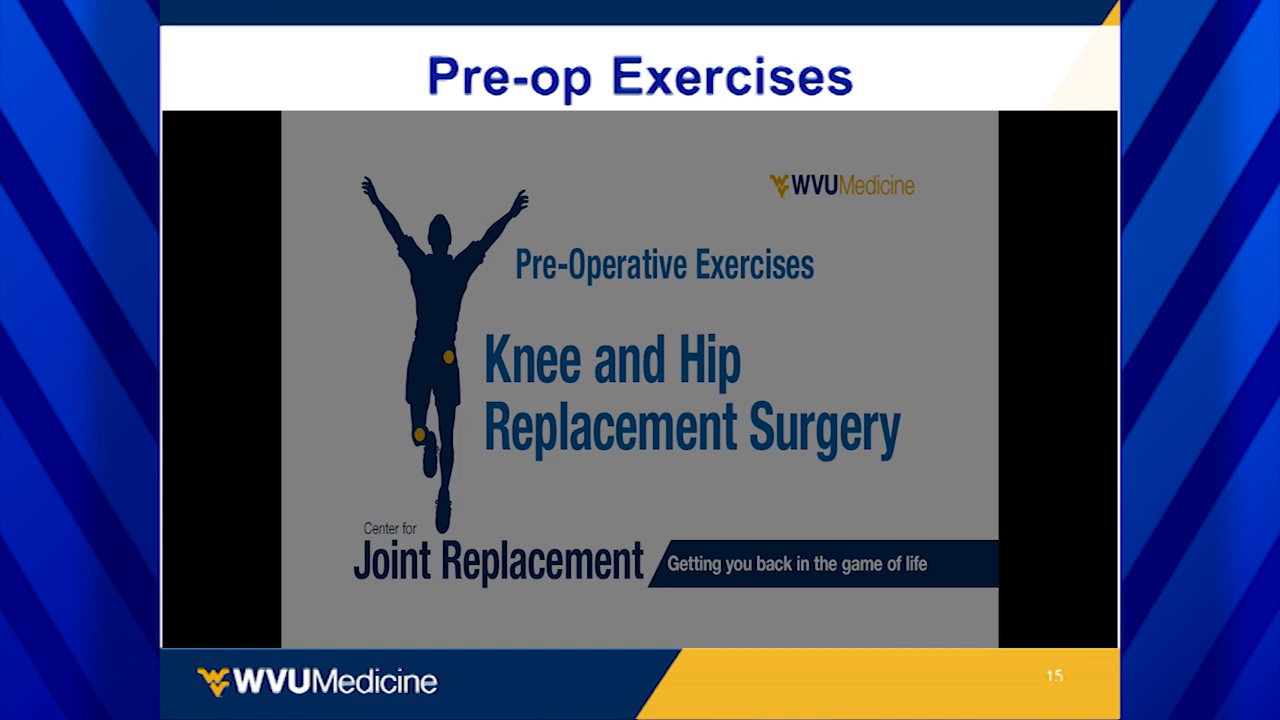 Pre-op Exercises
WVUMedicine
Pre-Operative Exercises
Knee and Hip
Replacement Surgery
Center for
Joint Replacement
Getting you back in the game of life
WVUMedicine
15